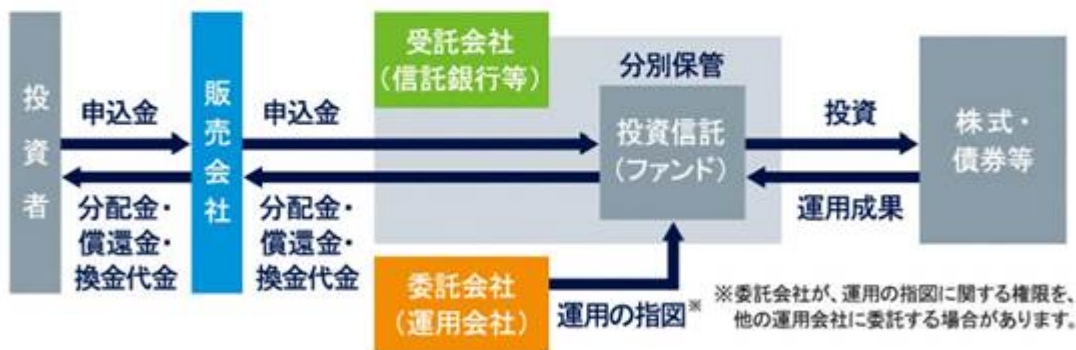 投資者
申込金
分配金・
償還金・
換金代金
販売会社
申込金
分配金・
償還金・
換金代金
受託会社
(信託銀行等)
分別保管
投資信託
(ファンド)
委託会社
(運用会社)
運用の指図※
投資
運用成果
株式・
債券等
※委託会社が、運用の指図に関する権限を、
他の運用会社に委託する場合があります。